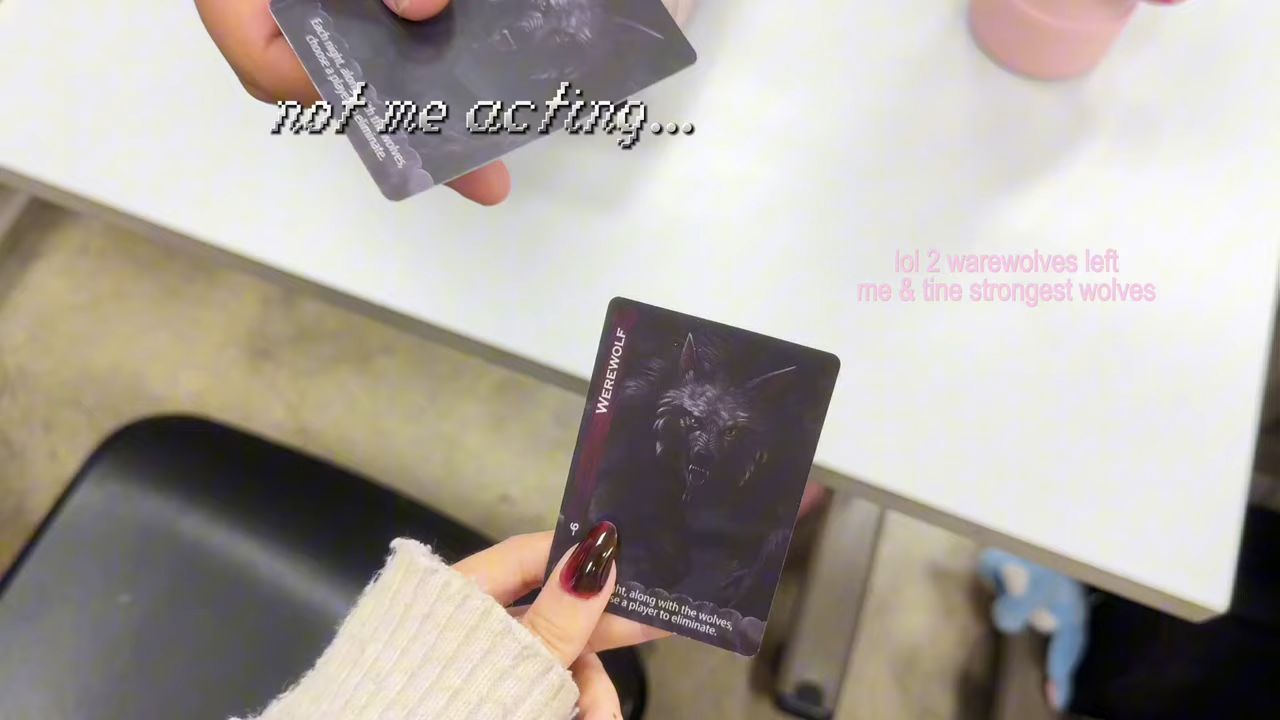 Each night, along with the wolves,
choose a player to eliminate.
not me acting...
lol 2 warewolves left
me & tine strongest wolves
WEREWOLF
-6
ht, along with the wolves,
se a player to eliminate.